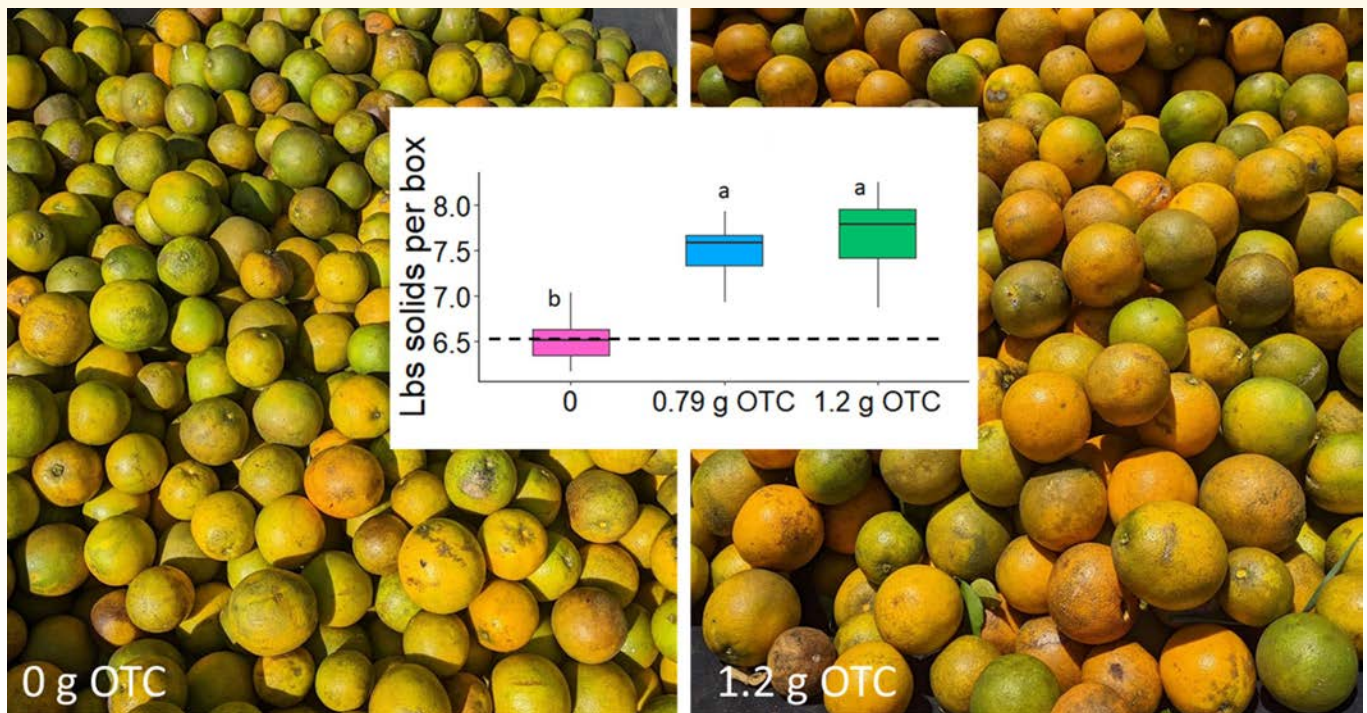 Lbs solids per box
8.0
7.5
7.0
6.5
b
a
a
0
0.79 g OTC
1.2 g OTC
0 g OTC
1.2 g OTC